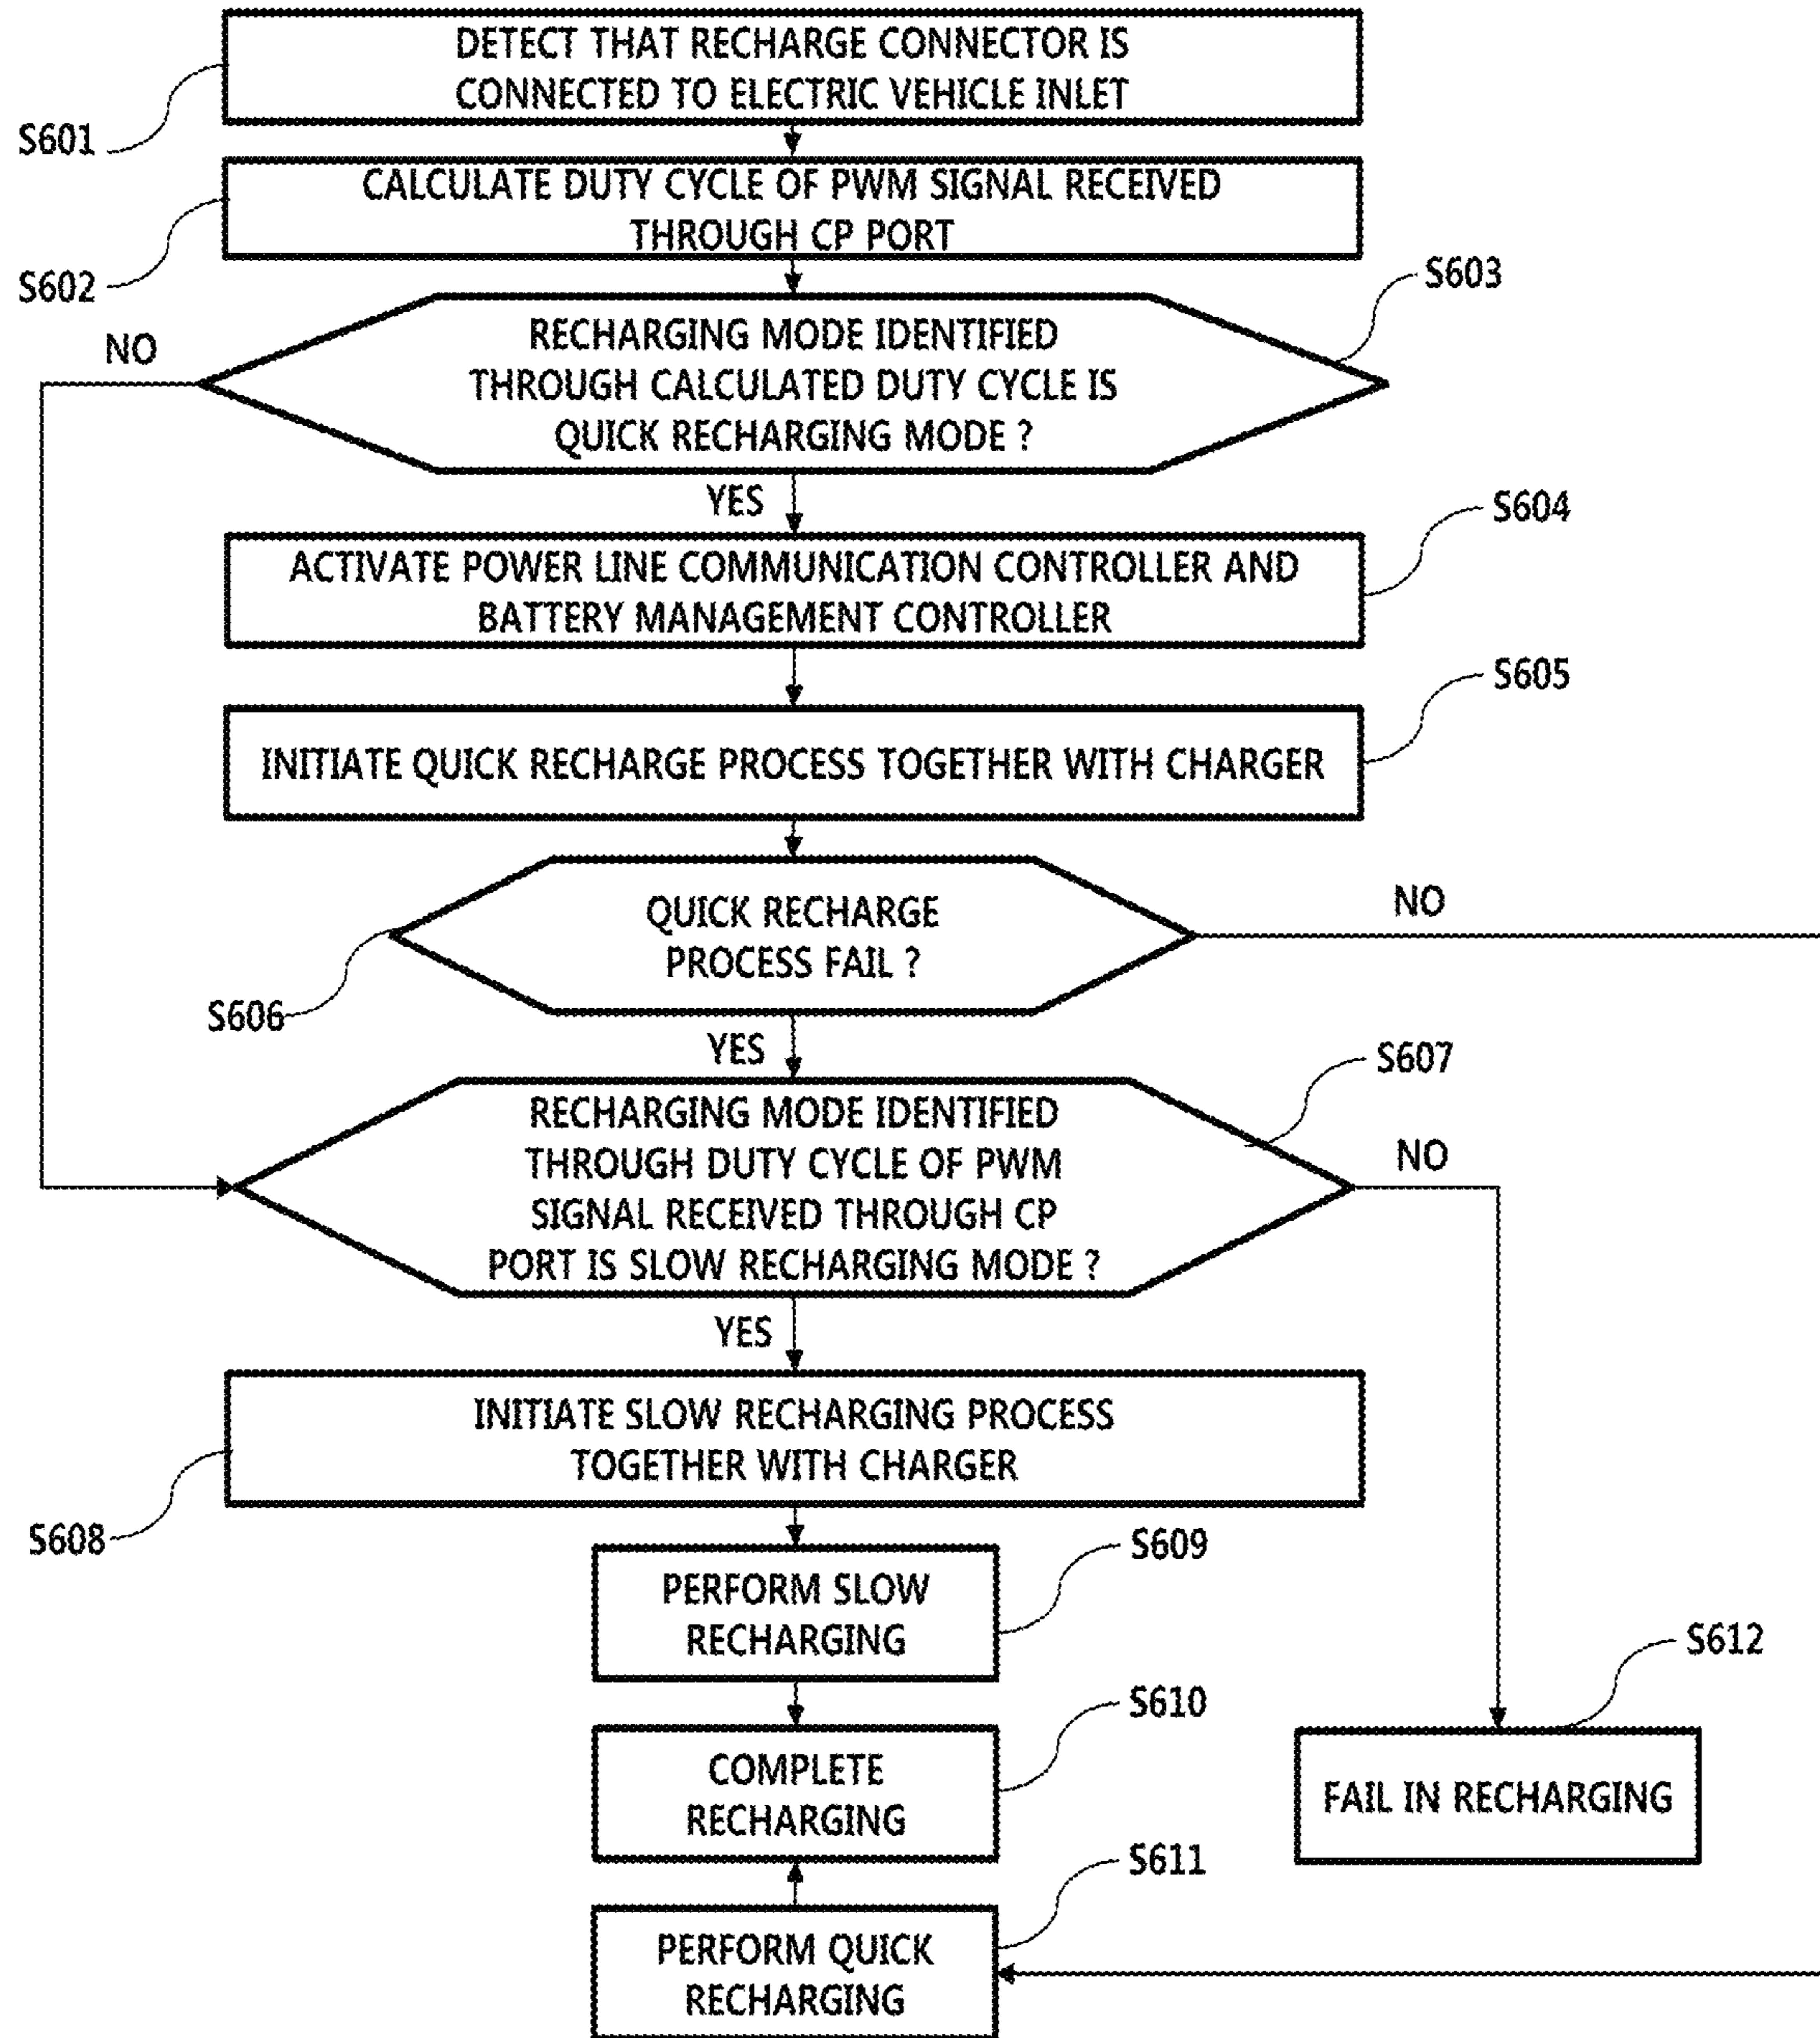 DETECT THAT RECHARGE CONNECTOR IS
CONNECTED TO ELECTRIC VEHICLE INLET
S601
CALCULATE DUTY CYCLE OF PWM SIGNAL RECEIVED
THROUGH CP PORT
S602
S603
RECHARGING MODE IDENTIFIED
THROUGH CALCULATED DUTY CYCLE IS
QUICK RECHARGING MODE ?
NO
YES
S604
ACTIVATE POWER LINE COMMUNICATION CONTROLLER AND
BATTERY MANAGEMENT CONTROLLER
S605
INITIATE QUICK RECHARGE PROCESS TOGETHER WITH CHARGER
QUICK RECHARGE
PROCESS FAIL ?
NO
S606
YES
S607
RECHARGING MODE IDENTIFIED
THROUGH DUTY CYCLE OF PWM
SIGNAL RECEIVED THROUGH CP
PORT IS SLOW RECHARGING MODE ?
NO
YES
INITIATE SLOW RECHARGING PROCESS
TOGETHER WITH CHARGER
S608
S609
PERFORM SLOW
RECHARGING
S610
COMPLETE
RECHARGING
S612
FAIL IN RECHARGING
S611
PERFORM QUICK
RECHARGING